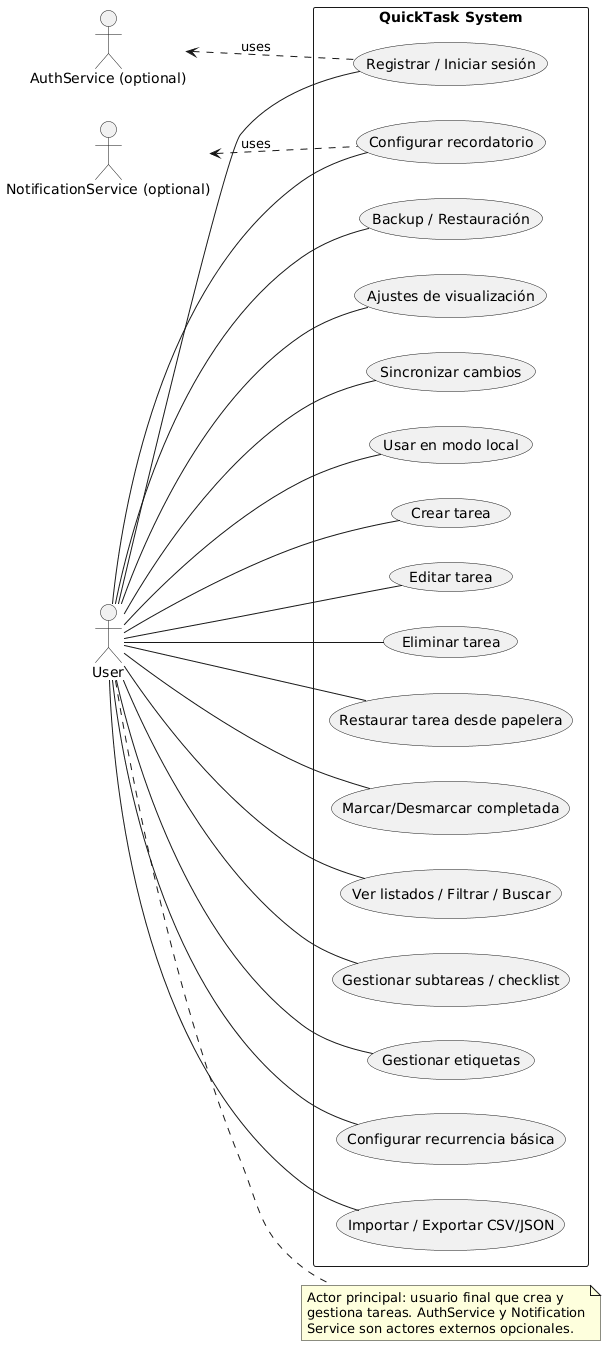 QuickTask System
AuthService (optional)
uses
Registrar / Iniciar sesión
NotificationService (optional)
uses
Configurar recordatorio
Backup / Restauración
Ajustes de visualización
Sincronizar cambios
Usar en modo local
Crear tarea
Editar tarea
User
Eliminar tarea
Restaurar tarea desde papelera
Marcar/Desmarcar completada
Ver listados / Filtrar / Buscar
Gestionar subtareas / checklist
Gestionar etiquetas
Configurar recurrencia básica
Importar / Exportar CSV/JSON
Actor principal: usuario final que crea y
gestiona tareas. AuthService y Notification
Service son actores externos opcionales.